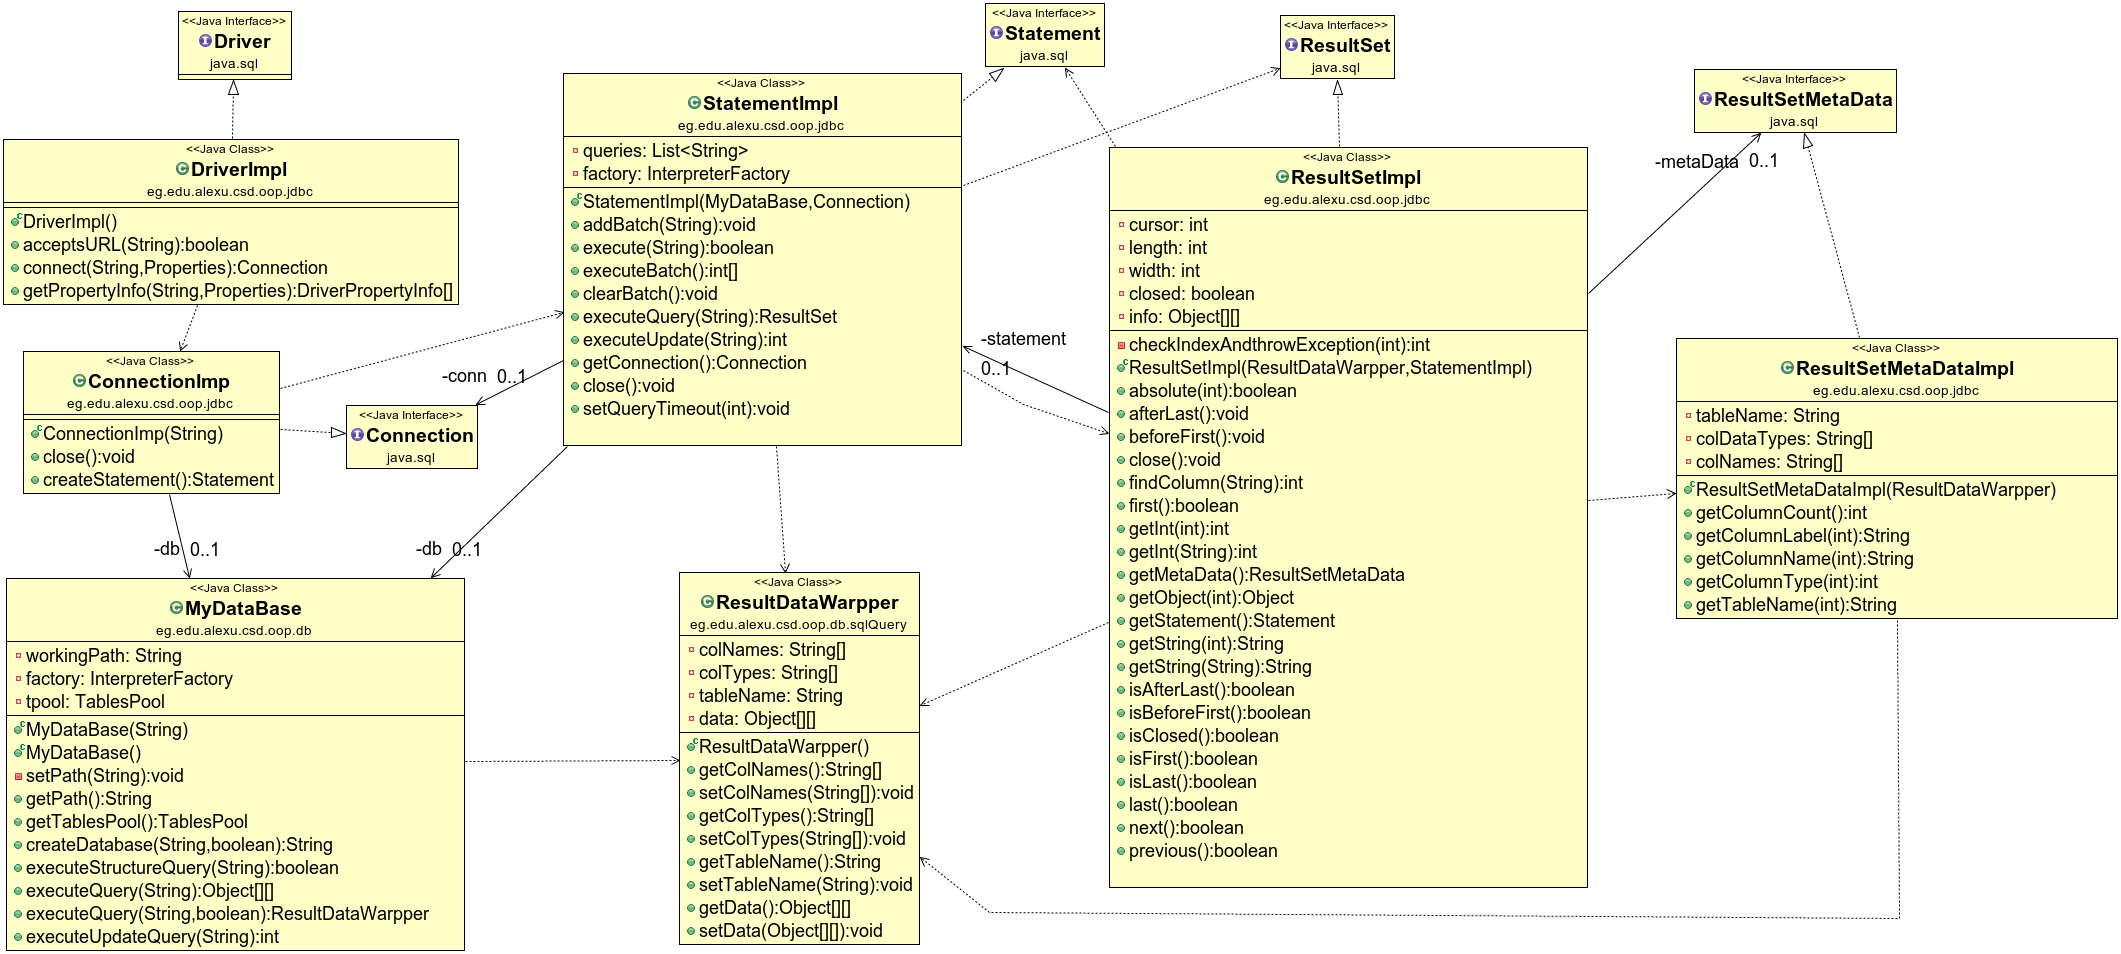 <<Java Interface>>
Driver
java.sql
<<Java Class>>
DriverImpl
eg.edu.alexu.csd.oop.jdbc
DriverImpl()
acceptsURL(String):boolean
connect(String,Properties):Connection
getPropertyInfo(String,Properties):DriverPropertyInfo[]
<<Java Class>>
ConnectionImp
eg.edu.alexu.csd.oop.jdbc
ConnectionImp(String)
close():void
createStatement():Statement
<<Java Interface>>
Connection
java.sql
-conn 0..1
-db 0..1
-db 0..1
<<Java Class>>
MyDataBase
eg.edu.alexu.csd.oop.db
workingPath: String
factory: InterpreterFactory
tpool: TablesPool
MyDataBase(String)
MyDataBase()
setPath(String):void
getPath():String
getTablesPool():TablesPool
createDatabase(String,boolean):String
executeStructureQuery(String):boolean
executeQuery(String):Object[][]
executeQuery(String,boolean):ResultDataWarpper
executeUpdateQuery(String):int
<<Java Class>>
StatementImpl
eg.edu.alexu.csd.oop.jdbc
queries: List<String>
factory: InterpreterFactory
StatementImpl(MyDataBase,Connection)
addBatch(String):void
execute(String):boolean
executeBatch():int[]
clearBatch():void
executeQuery(String):ResultSet
executeUpdate(String):int
getConnection():Connection
close():void
setQueryTimeout(int):void
<<Java Class>>
ResultDataWarpper
eg.edu.alexu.csd.oop.db.sqlQuery
colNames: String[]
colTypes: String[]
tableName: String
data: Object[][]
ResultDataWarpper()
getColNames():String[]
setColNames(String[]):void
getColTypes():String[]
setColTypes(String[]):void
getTableName():String
setTableName(String):void
getData():Object[][]
setData(Object[][]):void
<<Java Interface>>
Statement
java.sql
<<Java Interface>>
ResultSet
java.sql
-statement
0..1
<<Java Class>>
ResultSetImpl
eg.edu.alexu.csd.oop.jdbc
cursor: int
length: int
width: int
closed: boolean
info: Object[][]
checkIndexAndthrowException(int):int
ResultSetImpl(ResultDataWarpper,StatementImpl)
absolute(int):boolean
afterLast():void
beforeFirst():void
close():void
findColumn(String):int
first():boolean
getInt(int):int
getInt(String):int
getMetaData():ResultSetMetaData
getObject(int):Object
getStatement():Statement
getString(int):String
getString(String):String
isAfterLast():boolean
isBeforeFirst():boolean
isClosed():boolean
isFirst():boolean
isLast():boolean
last():boolean
next():boolean
previous():boolean
<<Java Interface>>
ResultSetMetaData
java.sql
-metaData 0..1
<<Java Class>>
ResultSetMetaDataImpl
eg.edu.alexu.csd.oop.jdbc
tableName: String
colDataTypes: String[]
colNames: String[]
ResultSetMetaDataImpl(ResultDataWarpper)
getColumnCount():int
getColumnLabel(int):String
getColumnName(int):String
getColumnType(int):int
getTableName(int):String